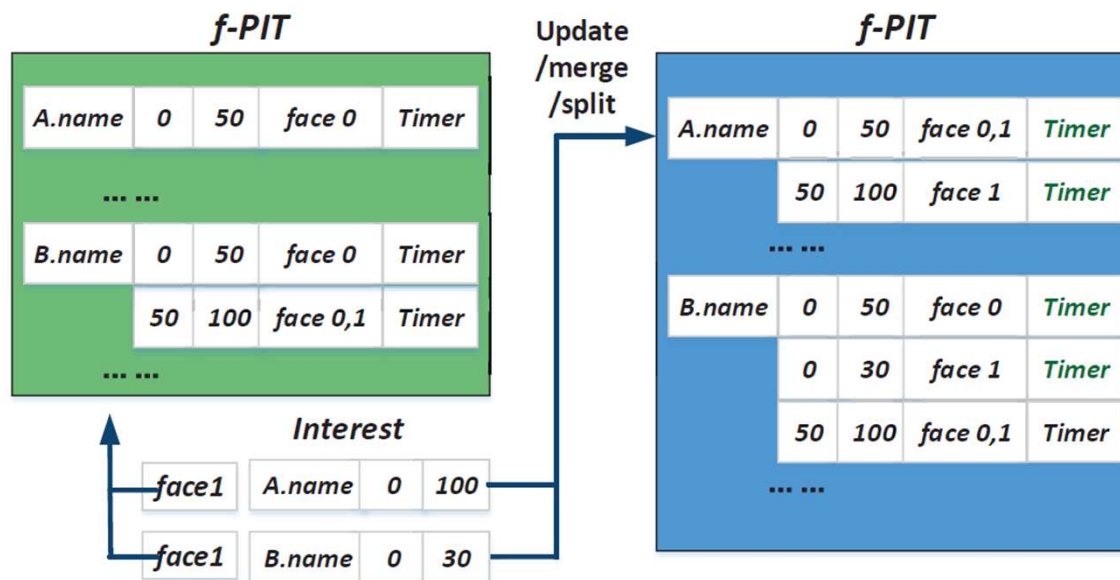 f-PIT
A.name 0 50 face 0 Timer
... ...
B.name 0 50 face 0 Timer
50 100 face 0,1 Timer
... ...
Interest
face1 A.name 0 100
face1 B.name 0 30
Update
/merge
/split
f-PIT
A.name 0 50 face 0,1 Timer
50 100 face 1 Timer
... ...
B.name 0 50 face 0 Timer
0 30 face 1 Timer
50 100 face 0,1 Timer
... ...